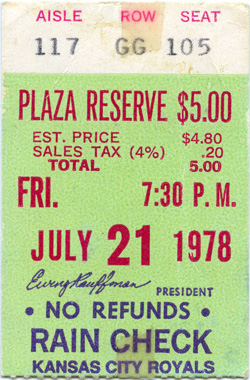 AISLE ROW SEAT
117 GG 105
PLAZA RESERVE $5.00
EST. PRICE $4.80
SALES TAX (4%) .20
TOTAL 5.00
FRI. 7:30 P.M.
JULY 21 1978
Ewing Kauffman PRESIDENT
• NO REFUNDS •
RAIN CHECK
KANSAS CITY ROYALS